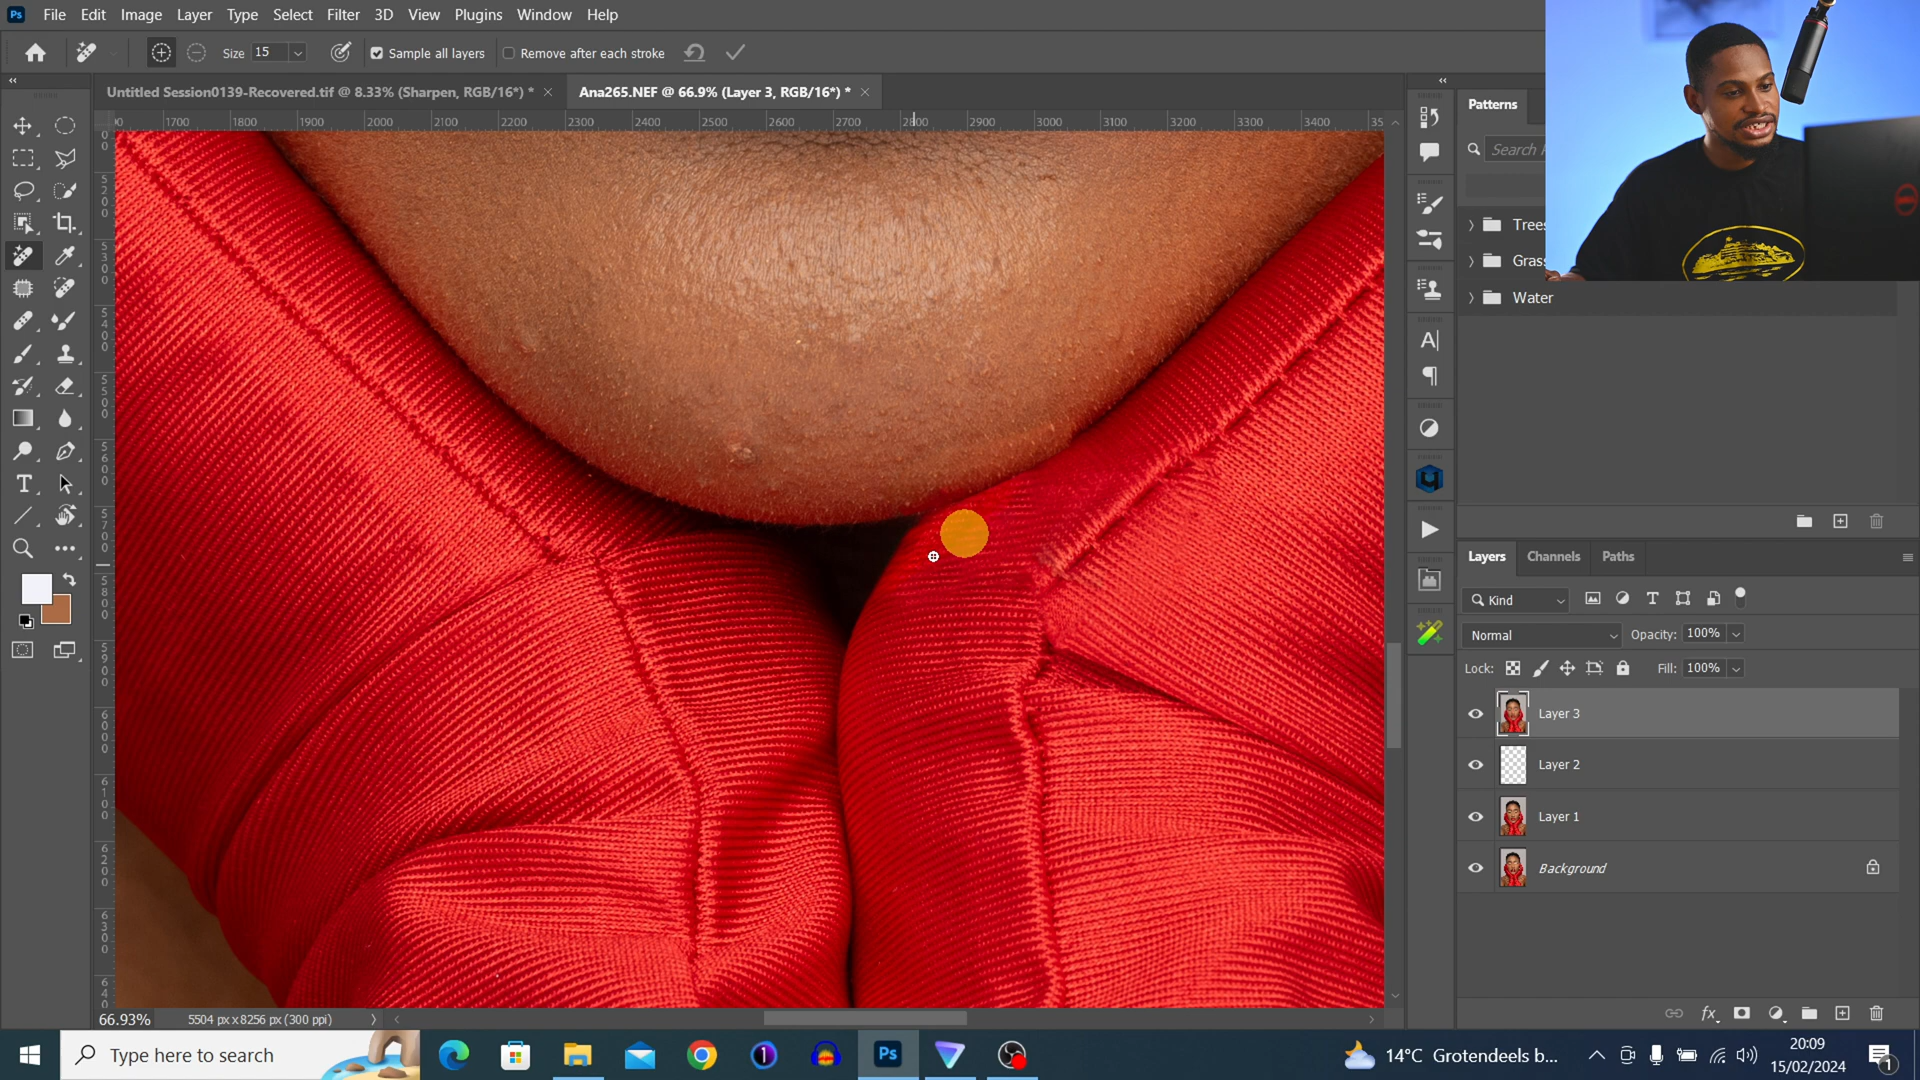 Ps File Edit Image Layer Type Select Filter 3D View Plugins Window Help
Size 15 Sample all layers Remove after each stroke
Untitled Session0139-Recovered.tif @ 8.33% (Sharpen, RGB/16*) * × Ana265.NEF @ 66.9% (Layer 3, RGB/16*) * ×
1700 1800 1900 2000 2100 2200 2300 2400 2500 2600 2700 2800 2900 3000 3100 3200 3300 3400 35
Patterns
Search
Trees
Grass
Water
Layers Channels Paths
Kind
Normal Opacity: 100%
Lock: Fill: 100%
Layer 3
Layer 2
Layer 1
Background
66.93% 5504 px x 8256 px (300 ppi)
Type here to search
Ps
14°C Grotendeels b...
20:09
15/02/2024
1